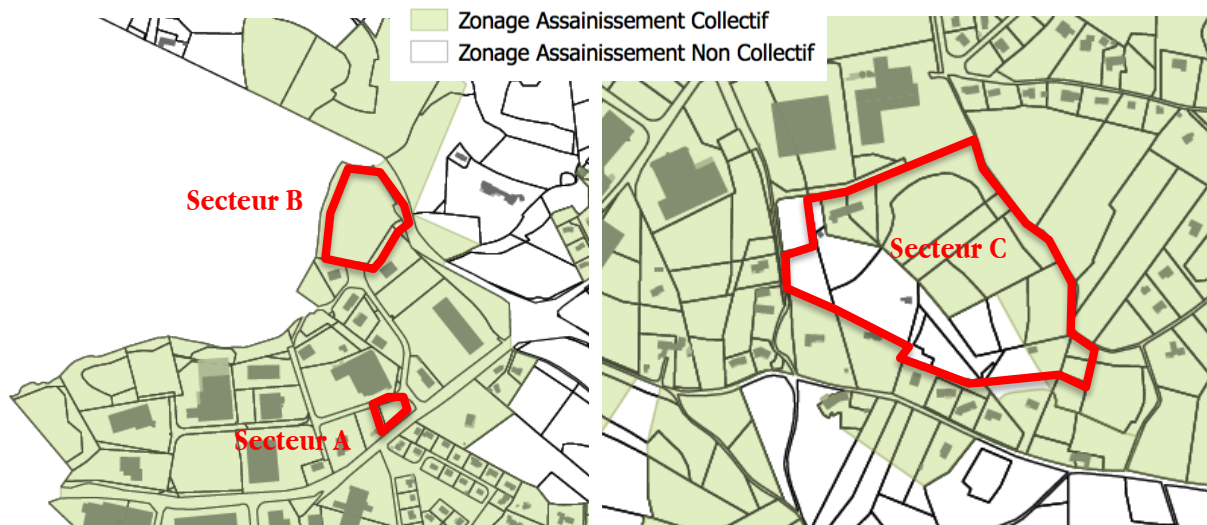 Zonage Assainissement Collectif
Zonage Assainissement Non Collectif
Secteur B
Secteur C
Secteur A